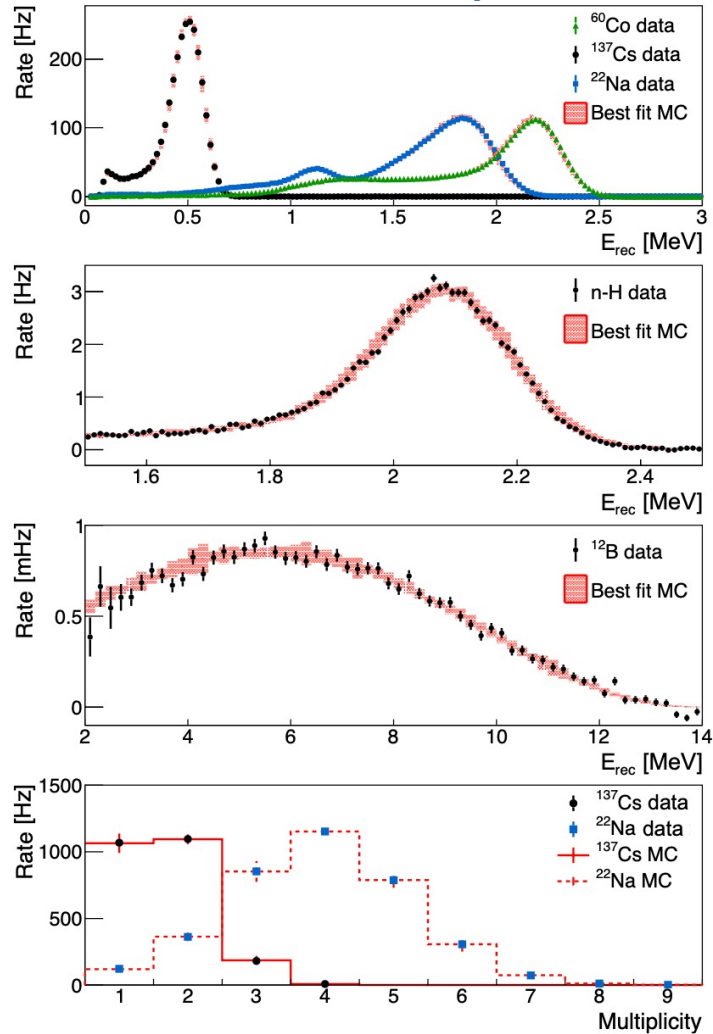 Rate [Hz]
200
100
0
⁶⁰Co data
¹³⁷Cs data
²²Na data
Best fit MC
0 0.5 1 1.5 2 2.5 3
E_rec [MeV]
Rate [Hz]
3
2
1
0
n-H data
Best fit MC
1.6 1.8 2 2.2 2.4
E_rec [MeV]
Rate [mHz]
1
0.5
0
¹²B data
Best fit MC
2 4 6 8 10 12 14
E_rec [MeV]
Rate [Hz]
1500
1000
500
0
¹³⁷Cs data
²²Na data
¹³⁷Cs MC
²²Na MC
1 2 3 4 5 6 7 8 9
Multiplicity